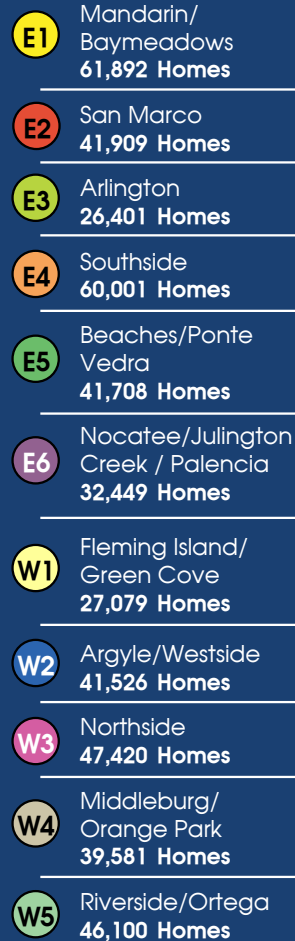 E1
Mandarin/
Baymeadows
61,892 Homes
E2
San Marco
41,909 Homes
E3
Arlington
26,401 Homes
E4
Southside
60,001 Homes
E5
Beaches/Ponte
Vedra
41,708 Homes
E6
Nocatee/Julington
Creek / Palencia
32,449 Homes
W1
Fleming Island/
Green Cove
27,079 Homes
W2
Argyle/Westside
41,526 Homes
W3
Northside
47,420 Homes
W4
Middleburg/
Orange Park
39,581 Homes
W5
Riverside/Ortega
46,100 Homes